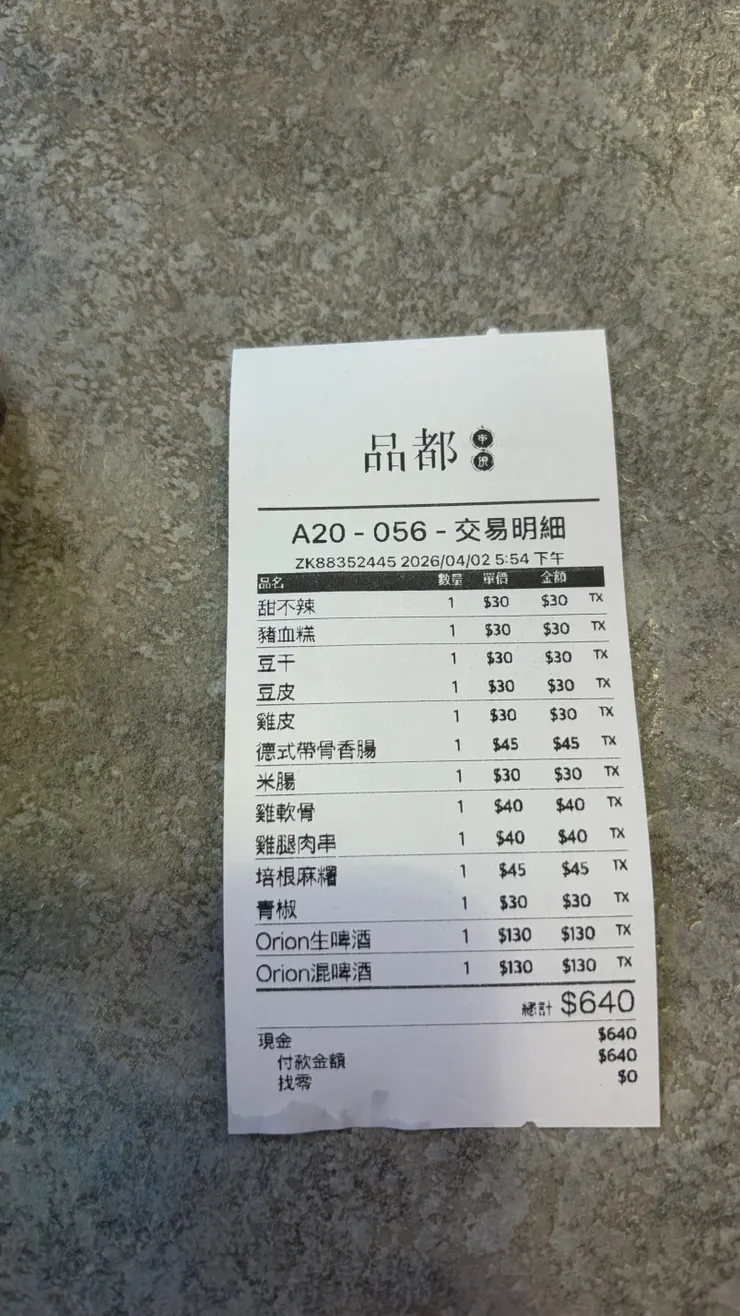 品都 串燒
A20 - 056 - 交易明細
ZK88352445 2026/04/02 5:54 下午
品名 數量 單價 金額
甜不辣 1 $30 $30 TX
豬血糕 1 $30 $30 TX
豆干 1 $30 $30 TX
豆皮 1 $30 $30 TX
雞皮 1 $30 $30 TX
德式帶骨香腸 1 $45 $45 TX
米腸 1 $30 $30 TX
雞軟骨 1 $40 $40 TX
雞腿肉串 1 $40 $40 TX
培根麻糬 1 $45 $45 TX
青椒 1 $30 $30 TX
Orion生啤酒 1 $130 $130 TX
Orion混啤酒 1 $130 $130 TX
總計 $640
現金 $640
付款金額 $640
找零 $0